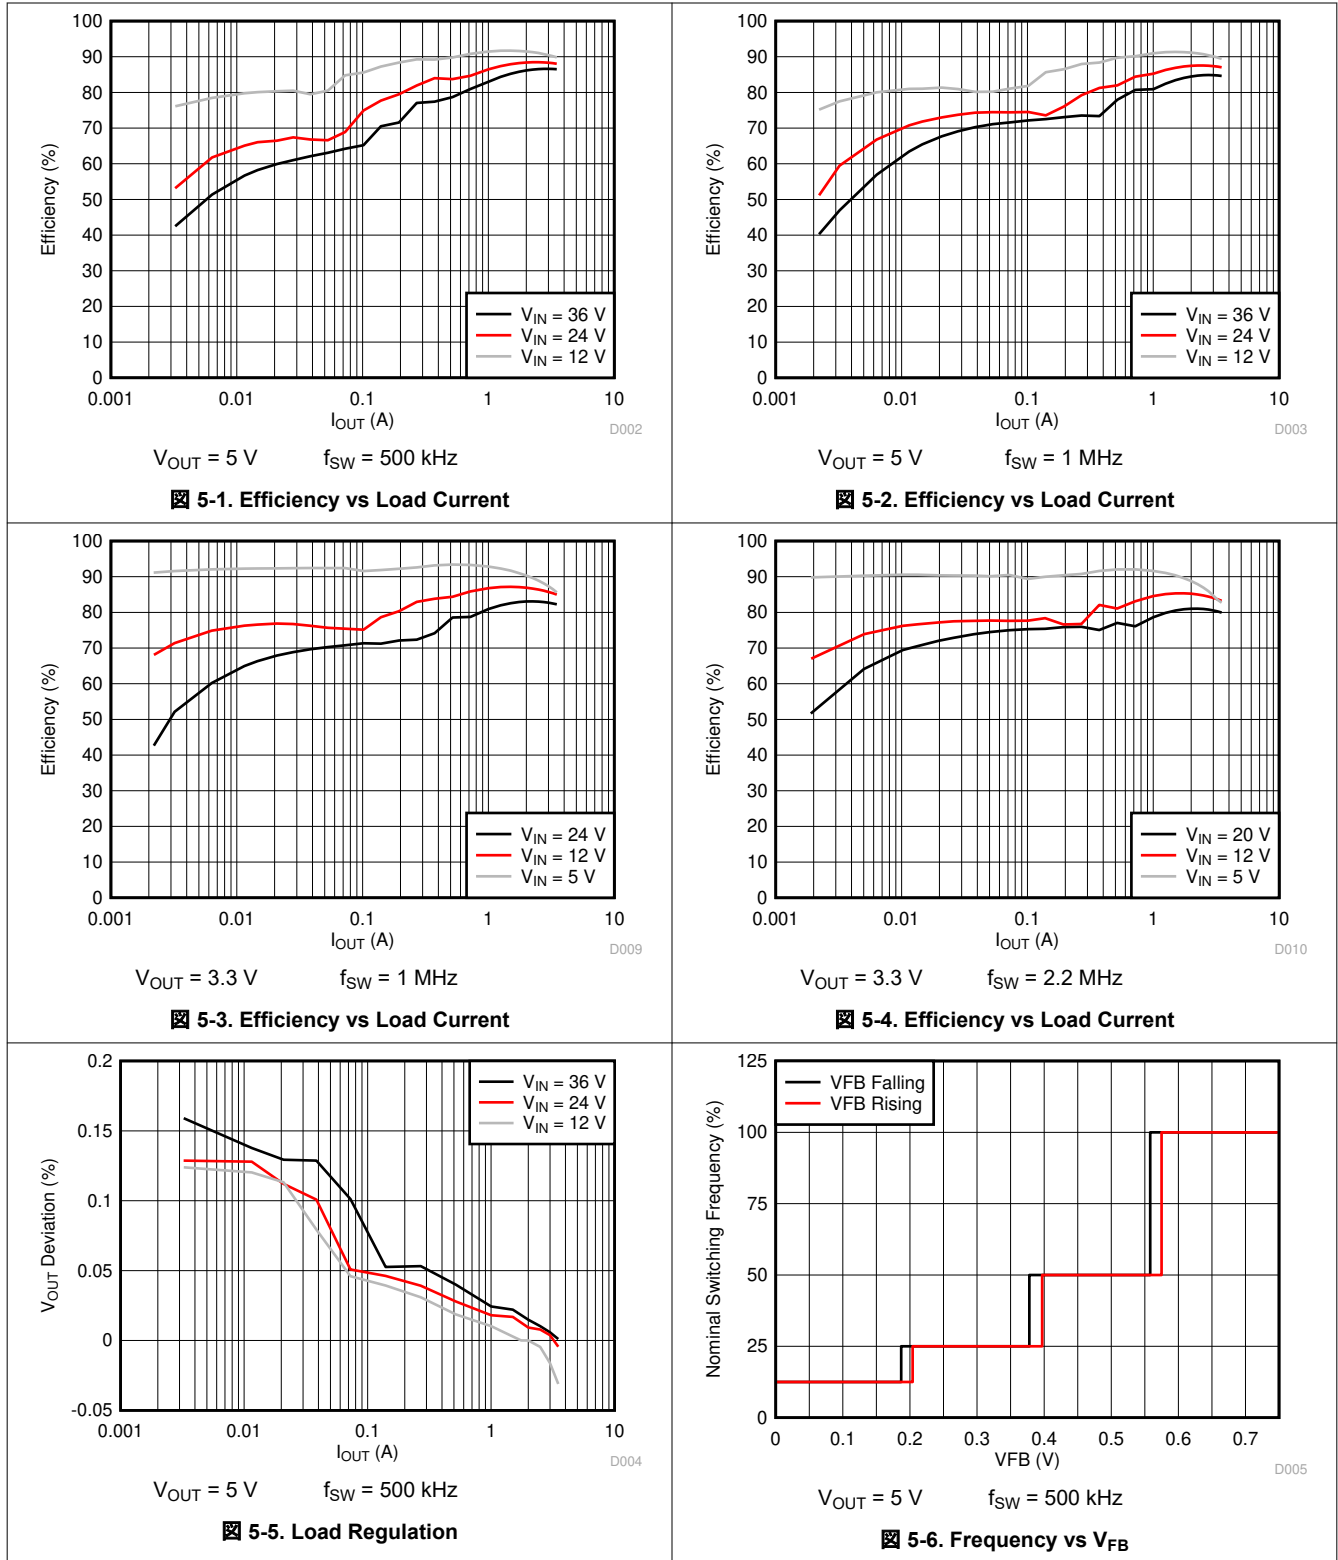 100
90
80
70
60
50
40
30
20
10
0
Efficiency (%)
VIN = 36 V
VIN = 24 V
VIN = 12 V
0.001 0.01 0.1 1 10
IOUT (A)
D002
VOUT = 5 V fSW = 500 kHz
図 5-1. Efficiency vs Load Current
100
90
80
70
60
50
40
30
20
10
0
Efficiency (%)
VIN = 36 V
VIN = 24 V
VIN = 12 V
0.001 0.01 0.1 1 10
IOUT (A)
D003
VOUT = 5 V fSW = 1 MHz
図 5-2. Efficiency vs Load Current
100
90
80
70
60
50
40
30
20
10
0
Efficiency (%)
VIN = 24 V
VIN = 12 V
VIN = 5 V
0.001 0.01 0.1 1 10
IOUT (A)
D009
VOUT = 3.3 V fSW = 1 MHz
図 5-3. Efficiency vs Load Current
100
90
80
70
60
50
40
30
20
10
0
Efficiency (%)
VIN = 20 V
VIN = 12 V
VIN = 5 V
0.001 0.01 0.1 1 10
IOUT (A)
D010
VOUT = 3.3 V fSW = 2.2 MHz
図 5-4. Efficiency vs Load Current
0.2
0.15
0.1
0.05
0
-0.05
VOUT Deviation (%)
VIN = 36 V
VIN = 24 V
VIN = 12 V
0.001 0.01 0.1 1 10
IOUT (A)
D004
VOUT = 5 V fSW = 500 kHz
図 5-5. Load Regulation
125
100
75
50
25
0
Nominal Switching Frequency (%)
VFB Falling
VFB Rising
0 0.1 0.2 0.3 0.4 0.5 0.6 0.7
VFB (V)
D005
VOUT = 5 V fSW = 500 kHz
図 5-6. Frequency vs VFB